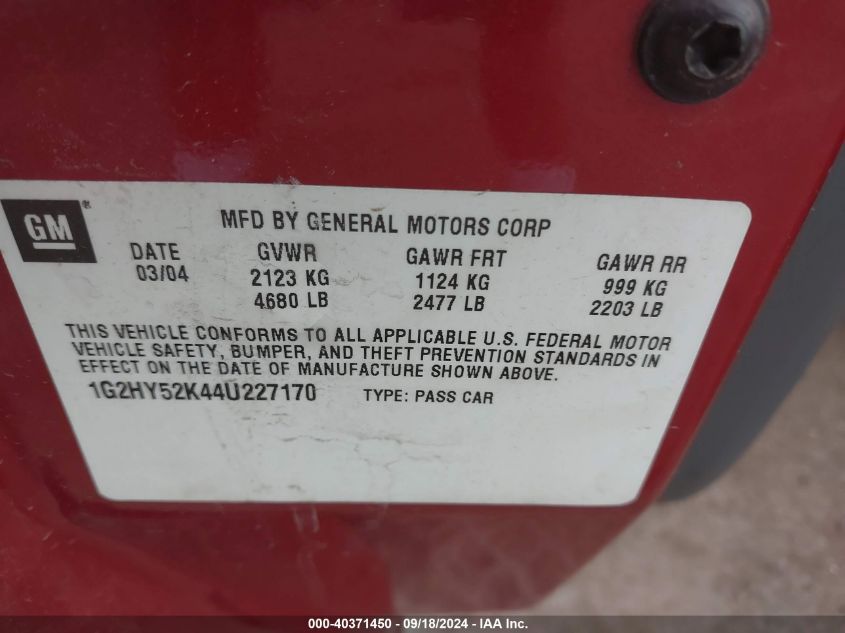 GM®
MFD BY GENERAL MOTORS CORP
DATE GVWR GAWR FRT GAWR RR
03/04 2123 KG 1124 KG 999 KG
4680 LB 2477 LB 2203 LB
THIS VEHICLE CONFORMS TO ALL APPLICABLE U.S. FEDERAL MOTOR
VEHICLE SAFETY, BUMPER, AND THEFT PREVENTION STANDARDS IN
EFFECT ON THE DATE OF MANUFACTURE SHOWN ABOVE.
1G2HY52K44U227170 TYPE: PASS CAR
000-40371450 - 09/18/2024 - IAA Inc.